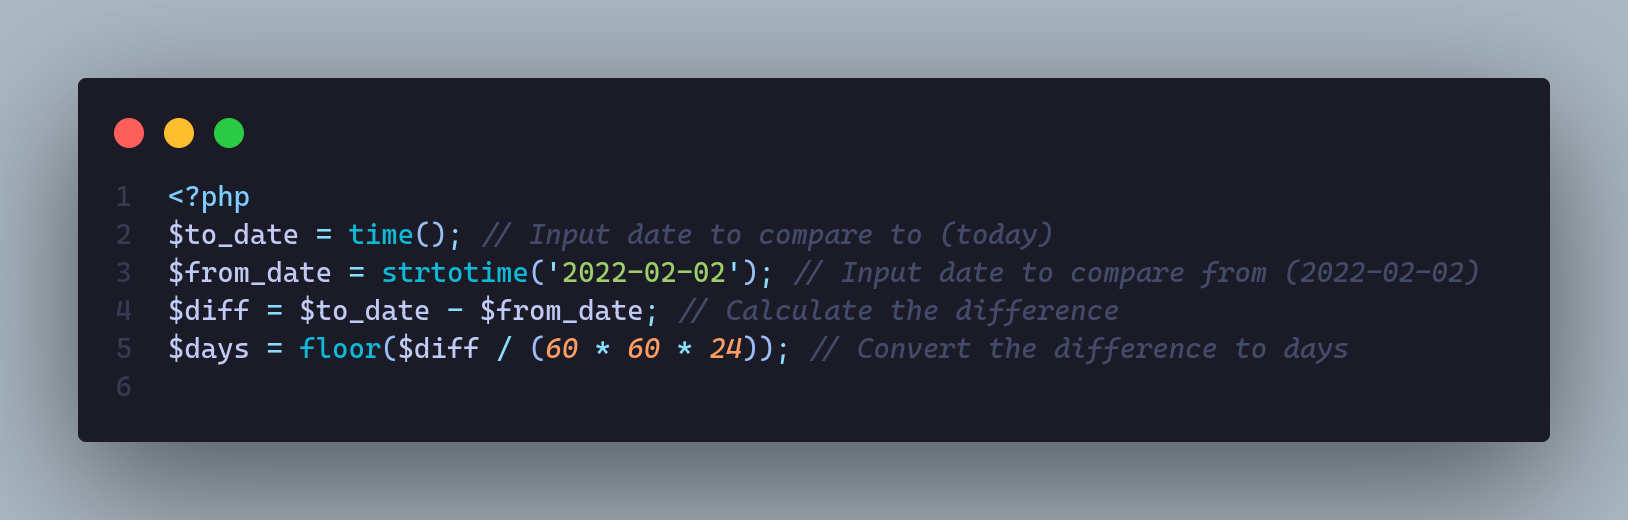 1 <?php
2 $to_date = time(); // Input date to compare to (today)
3 $from_date = strtotime('2022-02-02'); // Input date to compare from (2022-02-02)
4 $diff = $to_date - $from_date; // Calculate the difference
5 $days = floor($diff / (60 * 60 * 24)); // Convert the difference to days
6